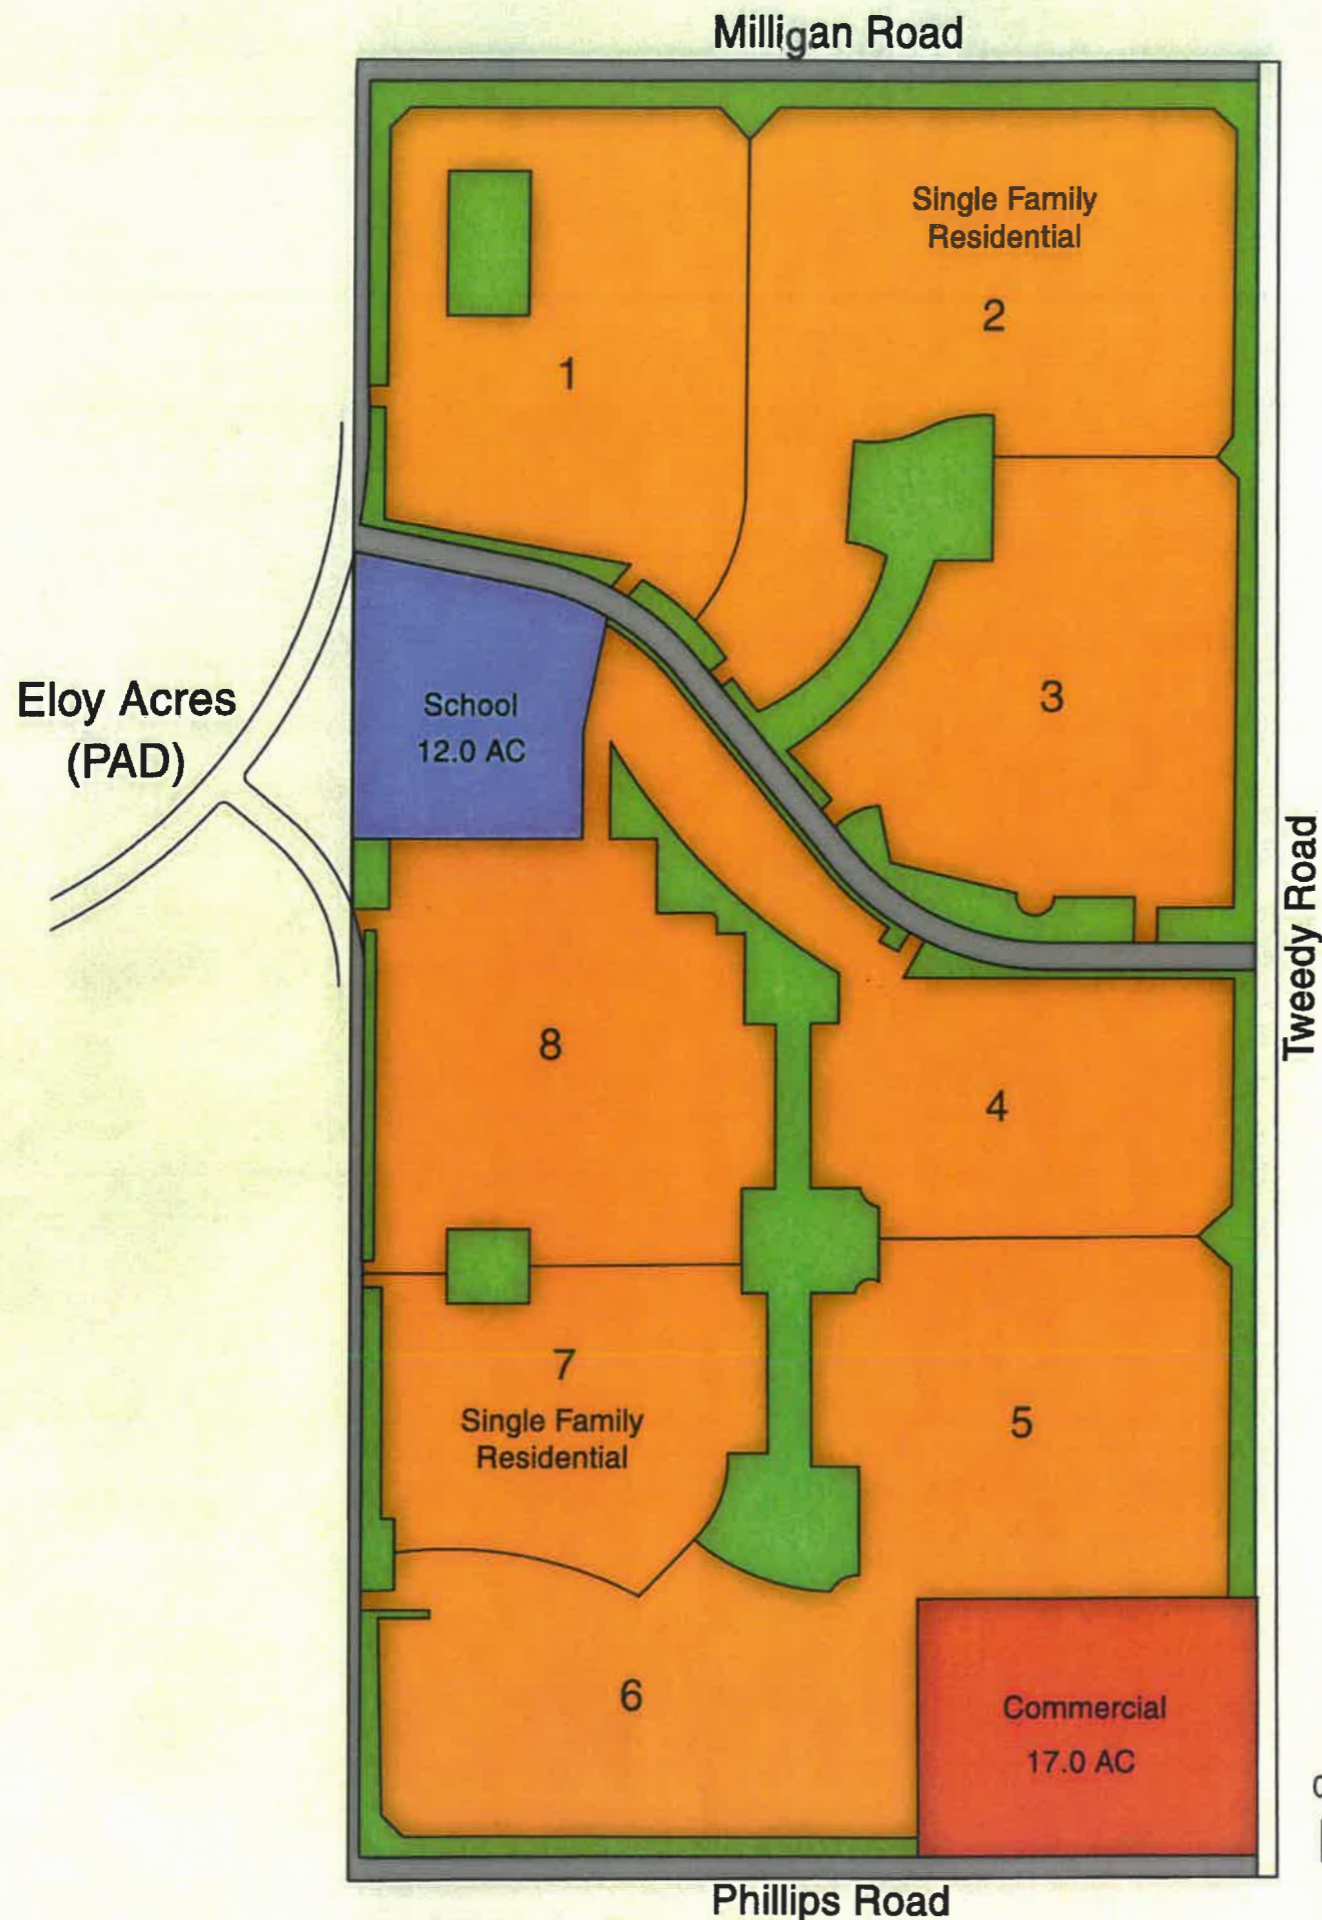 Milligan Road
Single Family
Residential
2
1
Eloy Acres
(PAD)
School
12.0 AC
3
Tweedy Road
8
4
7
Single Family
Residential
5
6
Commercial
17.0 AC
Phillips Road